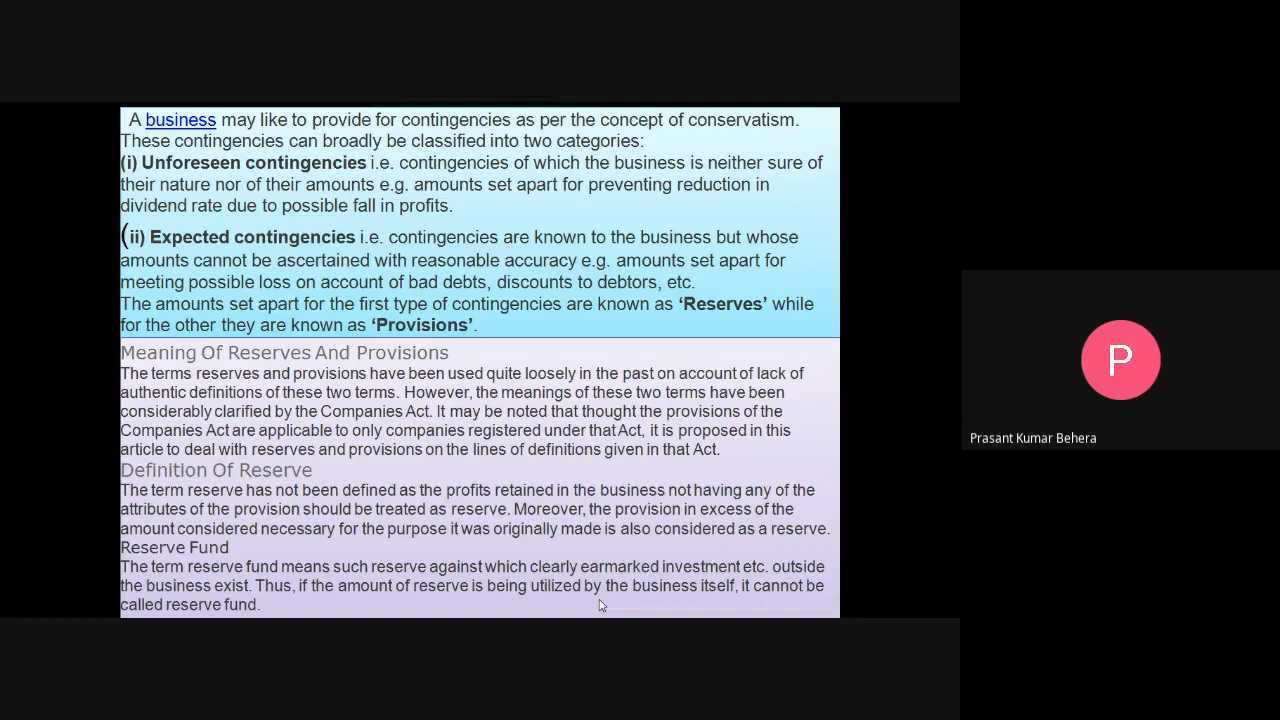 A business may like to provide for contingencies as per the concept of conservatism.
These contingencies can broadly be classified into two categories:
(i) Unforeseen contingencies i.e. contingencies of which the business is neither sure of
their nature nor of their amounts e.g. amounts set apart for preventing reduction in
dividend rate due to possible fall in profits.
(ii) Expected contingencies i.e. contingencies are known to the business but whose
amounts cannot be ascertained with reasonable accuracy e.g. amounts set apart for
meeting possible loss on account of bad debts, discounts to debtors, etc.
The amounts set apart for the first type of contingencies are known as ‘Reserves’ while
for the other they are known as ‘Provisions’.
Meaning Of Reserves And Provisions
The terms reserves and provisions have been used quite loosely in the past on account of lack of
authentic definitions of these two terms. However, the meanings of these two terms have been
considerably clarified by the Companies Act. It may be noted that thought the provisions of the
Companies Act are applicable to only companies registered under that Act, it is proposed in this
article to deal with reserves and provisions on the lines of definitions given in that Act.
Definition Of Reserve
The term reserve has not been defined as the profits retained in the business not having any of the
attributes of the provision should be treated as reserve. Moreover, the provision in excess of the
amount considered necessary for the purpose it was originally made is also considered as a reserve.
Reserve Fund
The term reserve fund means such reserve against which clearly earmarked investment etc. outside
the business exist. Thus, if the amount of reserve is being utilized by the business itself, it cannot be
called reserve fund.
P
Prasant Kumar Behera